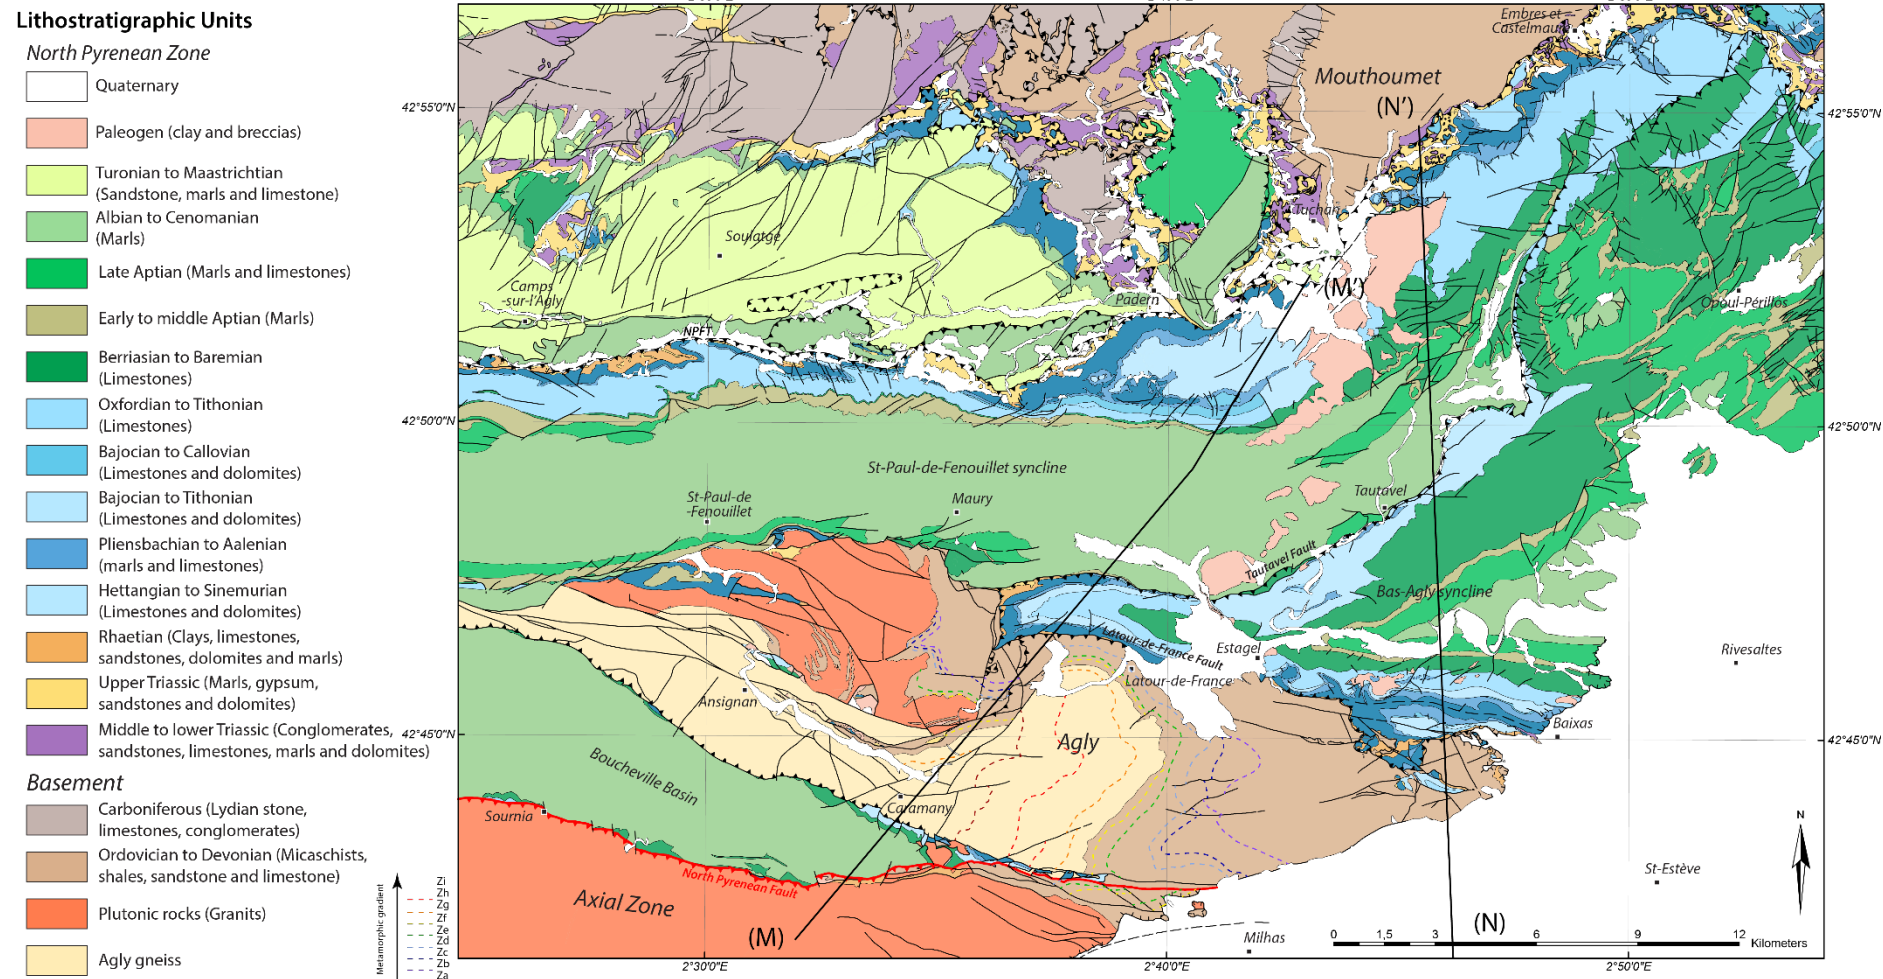 Lithostratigraphic Units
North Pyrenean Zone
Quaternary
Paleogen (clay and breccias)
Turonian to Maastrichtian
(Sandstone, marls and limestone)
Albian to Cenomanian
(Marls)
Late Aptian (Marls and limestones)
Early to middle Aptian (Marls)
Berriasian to Baremian
(Limestones)
Oxfordian to Tithonian
(Limestones)
Bajocian to Callovian
(Limestones and dolomites)
Bajocian to Tithonian
(Limestones and dolomites)
Pliensbachian to Aalenian
(marls and limestones)
Hettangian to Sinemurian
(Limestones and dolomites)
Rhaetian (Clays, limestones,
sandstones, dolomites and marls)
Upper Triassic (Marls, gypsum,
sandstones and dolomites)
Middle to lower Triassic (Conglomerates,
sandstones, limestones, marls and dolomites)
Basement
Carboniferous (Lydian stone,
limestones, conglomerates)
Ordovician to Devonian (Micaschists,
shales, sandstone and limestone)
Plutonic rocks (Granits)
Agly gneiss
Metamorphic gradient
Zi
Zh
Zg
Zf
Ze
Zd
Zc
Zb
Za
Embres et
Castelmaure
Mouthoumet
(N')
42°55'0"N
42°55'0"N
Tuchan
Soulatgé
Camps
-sur-l'Agly
Padern
(M')
Opoul-Périllos
NPFT
42°50'0"N
42°50'0"N
St-Paul-de-Fenouillet syncline
St-Paul-de
-Fenouillet
Maury
Tautavel
Tautavel Fault
Bas-Agly syncline
Latour-de-France Fault
Estagel
Rivesaltes
Latour-de-France
Ansignan
Agly
Baixas
42°45'0"N
42°45'0"N
Boucheville Basin
Caramany
Sournia
North Pyrenean Fault
Axial Zone
St-Estève
N
(M)
(N)
Milhas
0 1,5 3 6 9 12
Kilometers
2°30'0"E
2°40'0"E
2°50'0"E